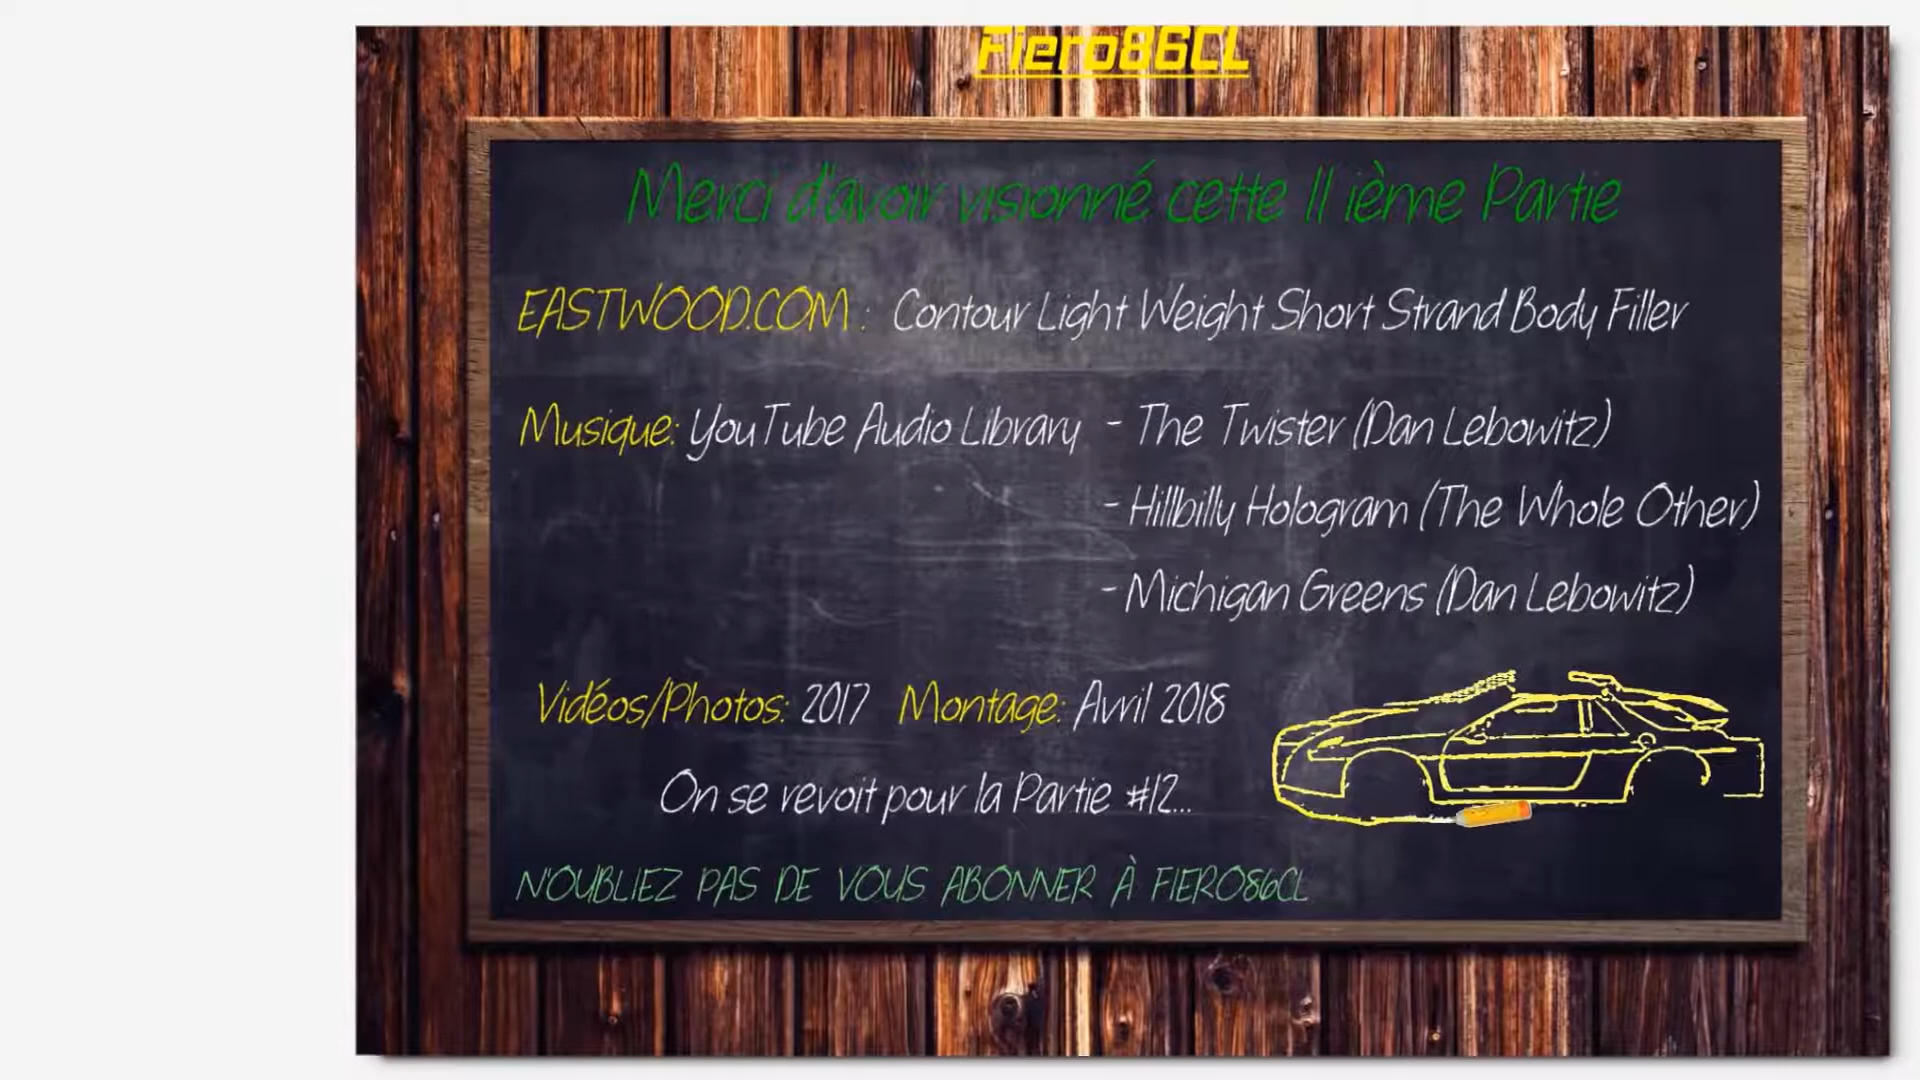 Fiero86CL
Merci d'avoir visionné cette 11 ième Partie
EASTWOOD.COM : Contour Light Weight Short Strand Body Filler
Musique: YouTube Audio Library - The Twister (Dan Lebowitz)
- Hillbilly Hologram (The Whole Other)
- Michigan Greens (Dan Lebowitz)
Vidéos/Photos: 2017 Montage: Avril 2018
On se revoit pour la Partie #12...
N'OUBLIEZ PAS DE VOUS ABONNER À FIERO86CL